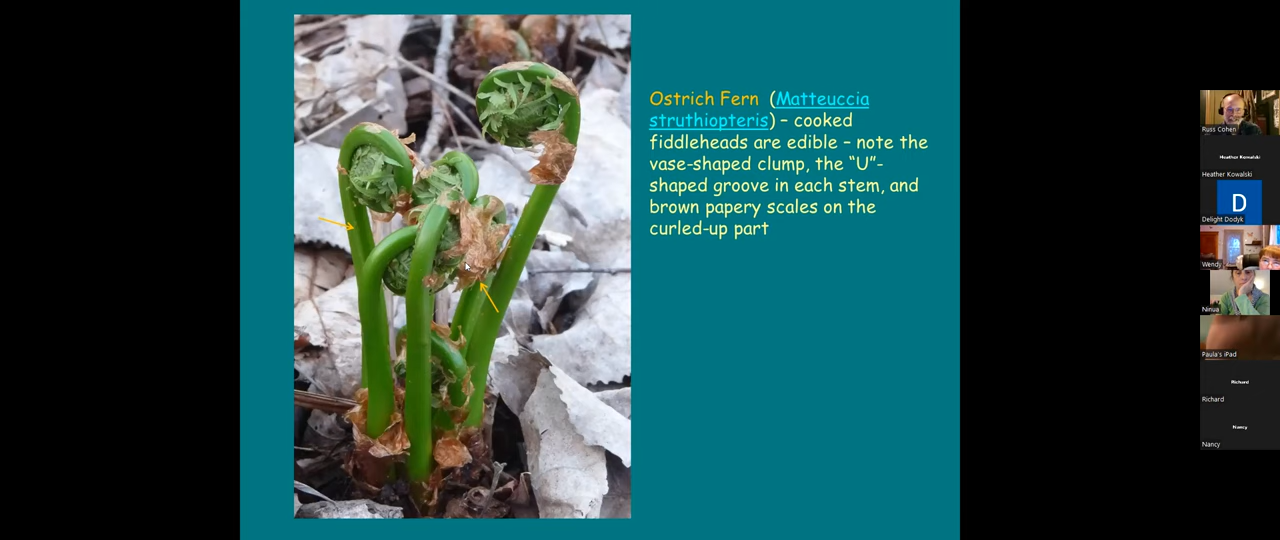 Ostrich Fern (Matteuccia
struthiopteris) – cooked
fiddleheads are edible – note the
vase-shaped clump, the “U”-
shaped groove in each stem, and
brown papery scales on the
curled-up part
Russ Cohen
Heather Kowalski
Heather Kowalski
D
Delight Dodyk
Wendy
Ninua
Paula's iPad
Richard
Richard
Nancy
Nancy